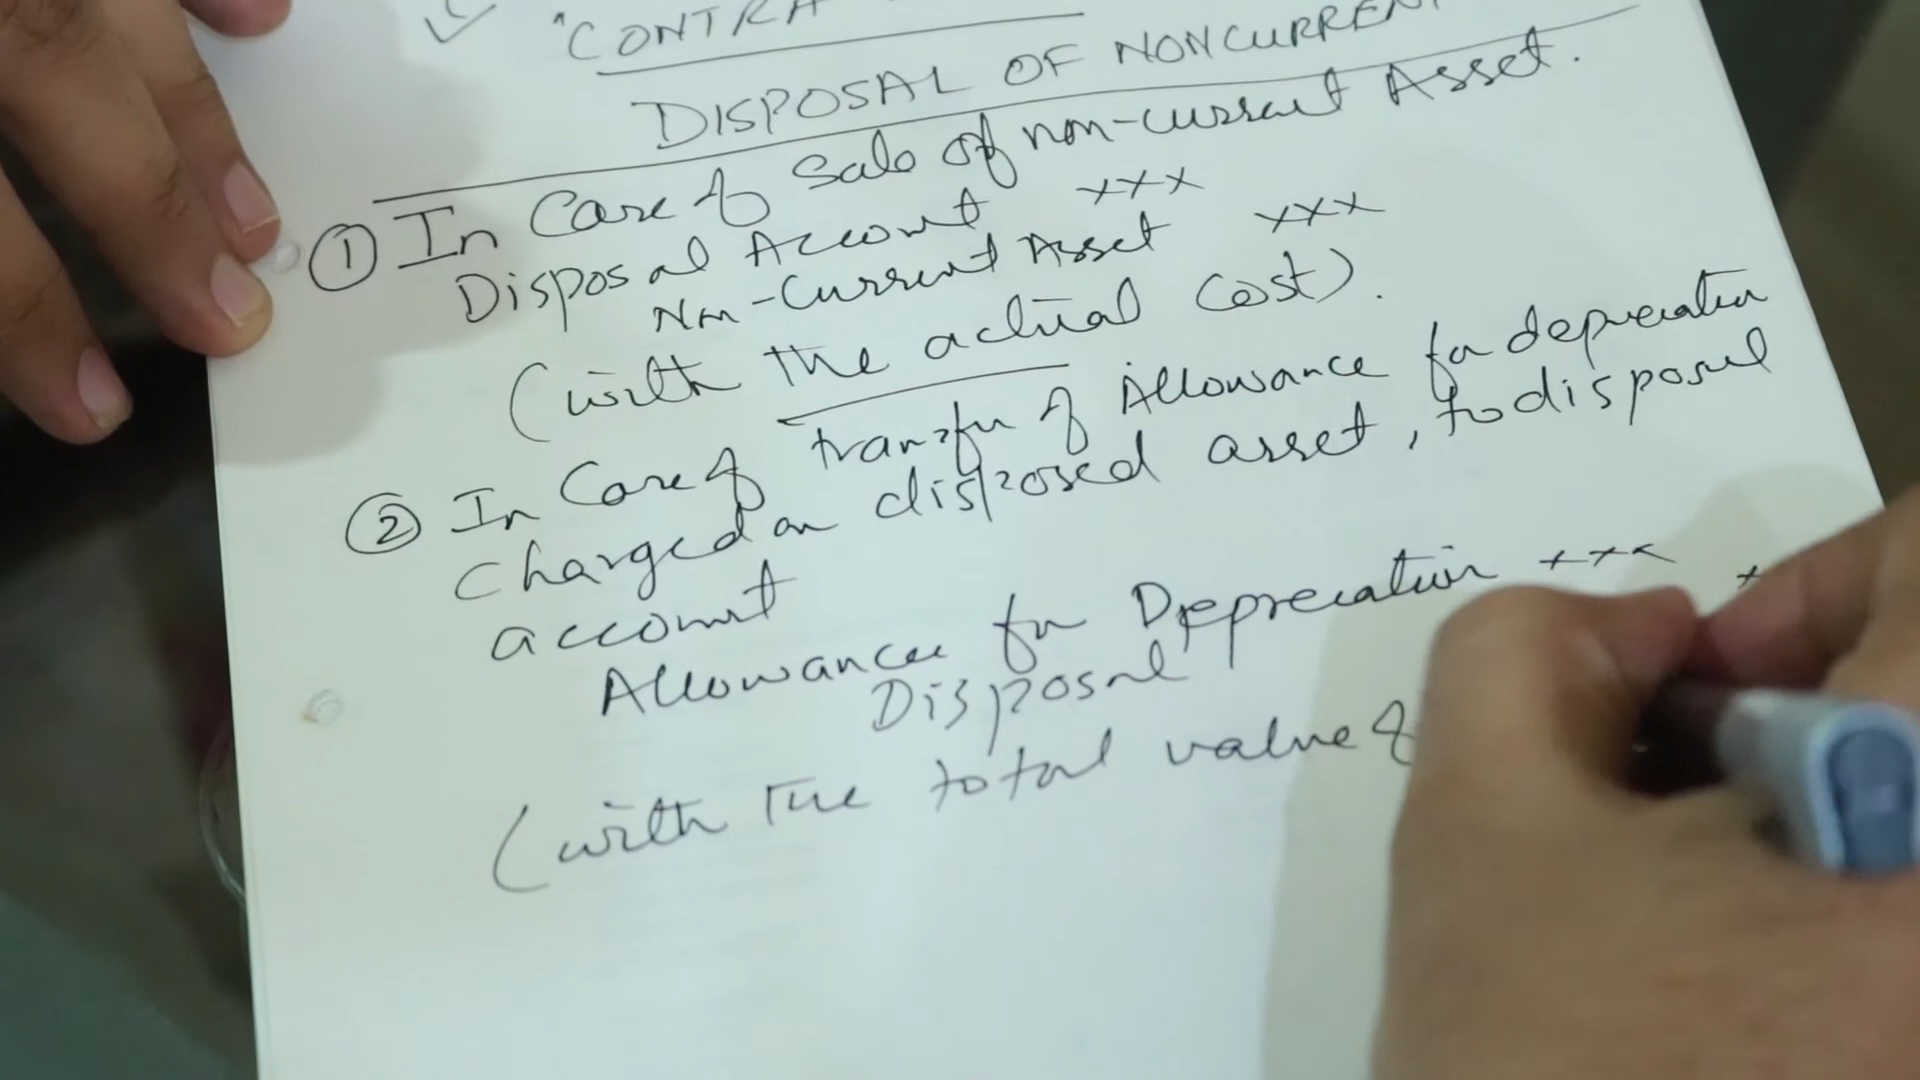 "CONTRA
DISPOSAL OF NONCURREN
① In Case of Sale of non-current Asset.
Disposal Account xxx
Non-Current Asset xxx
(with the actual cost).
② In Case of transfer of Allowance for depreciation
charged on disposed asset, to disposal
account
Allowance for Depreciation xxx
Disposal x
(with the total value of